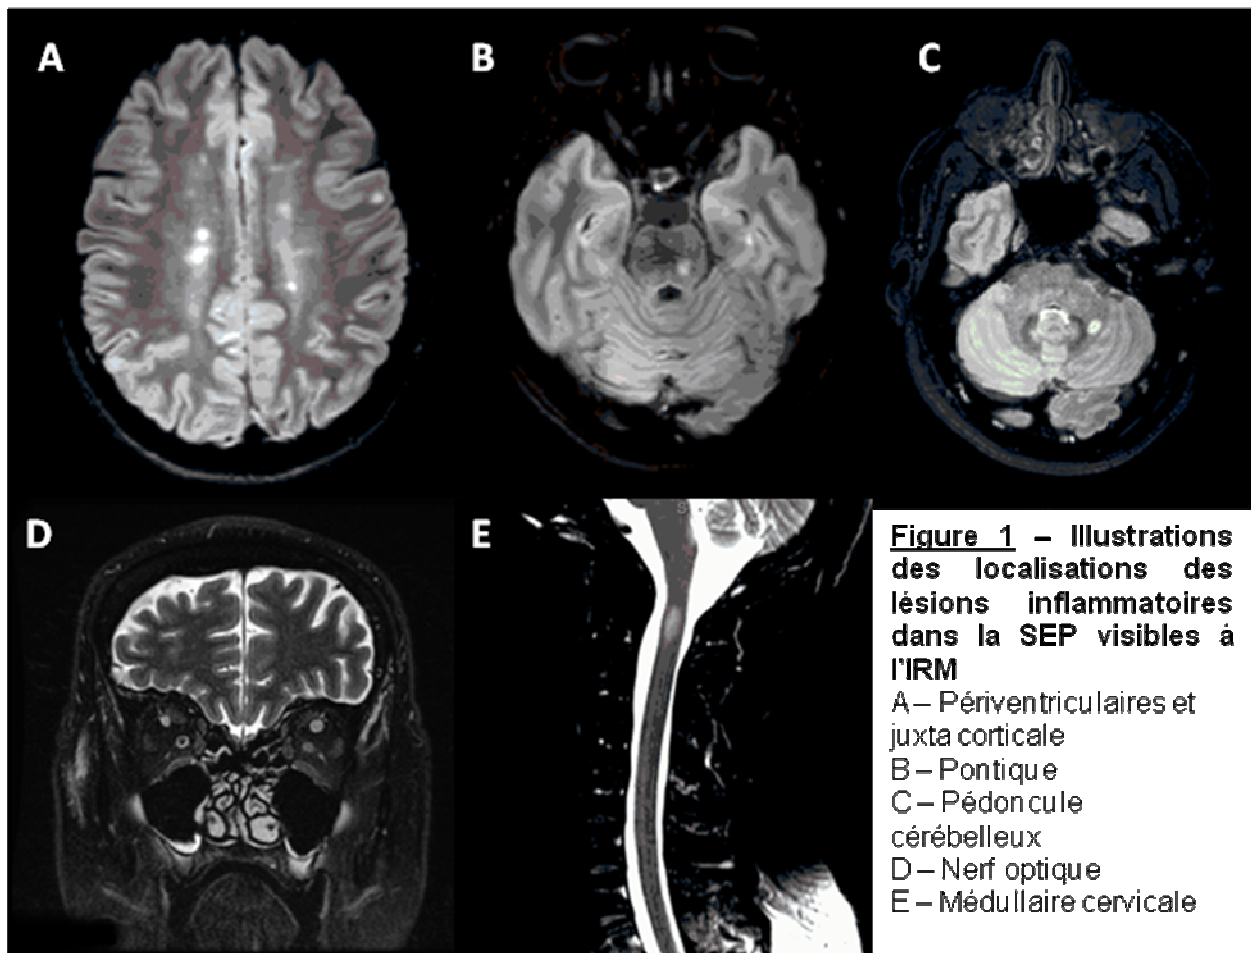 A
B
C
D
E
S
Figure 1 – Illustrations
des localisations des
lésions inflammatoires
dans la SEP visibles à
l'IRM
A – Périventriculaires et
juxta corticale
B – Pontique
C – Pédoncule
cérébelleux
D – Nerf optique
E – Médullaire cervicale